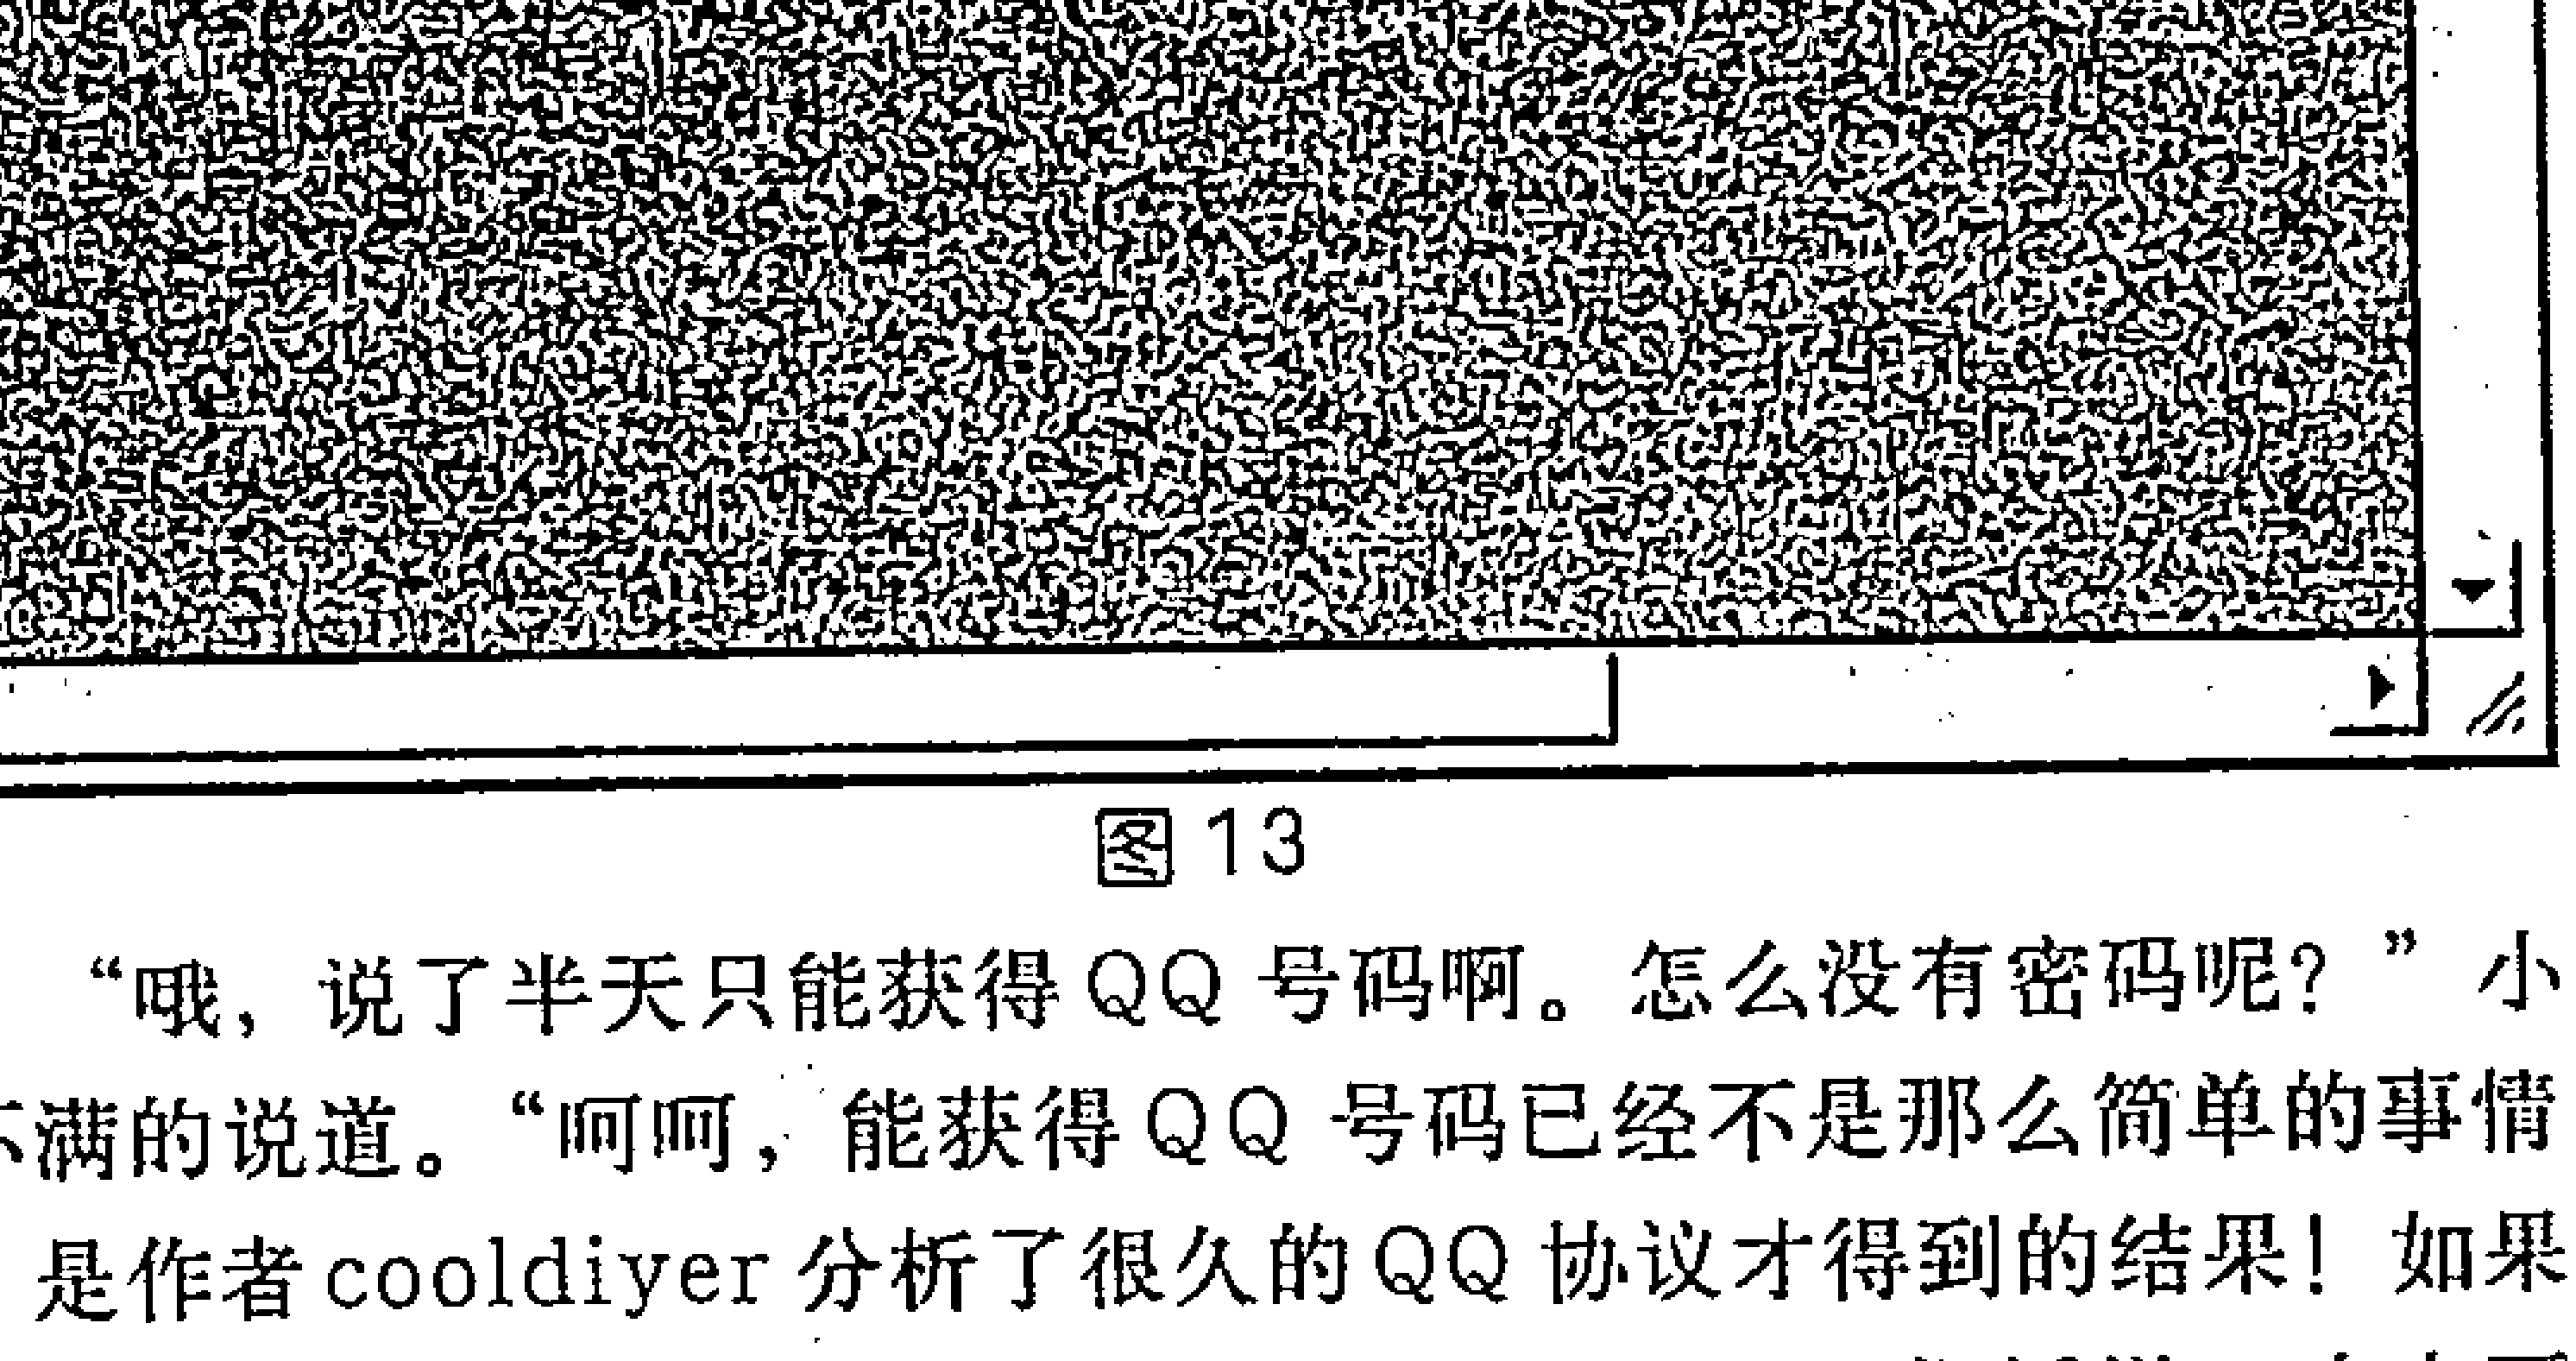 图13
“哦，说了半天只能获得QQ号码啊。怎么没有密码呢？”小
满的说道。“呵呵，能获得QQ号码已经不是那么简单的事情
是作者cooldiyer分析了很久的QQ协议才得到的结果！如果